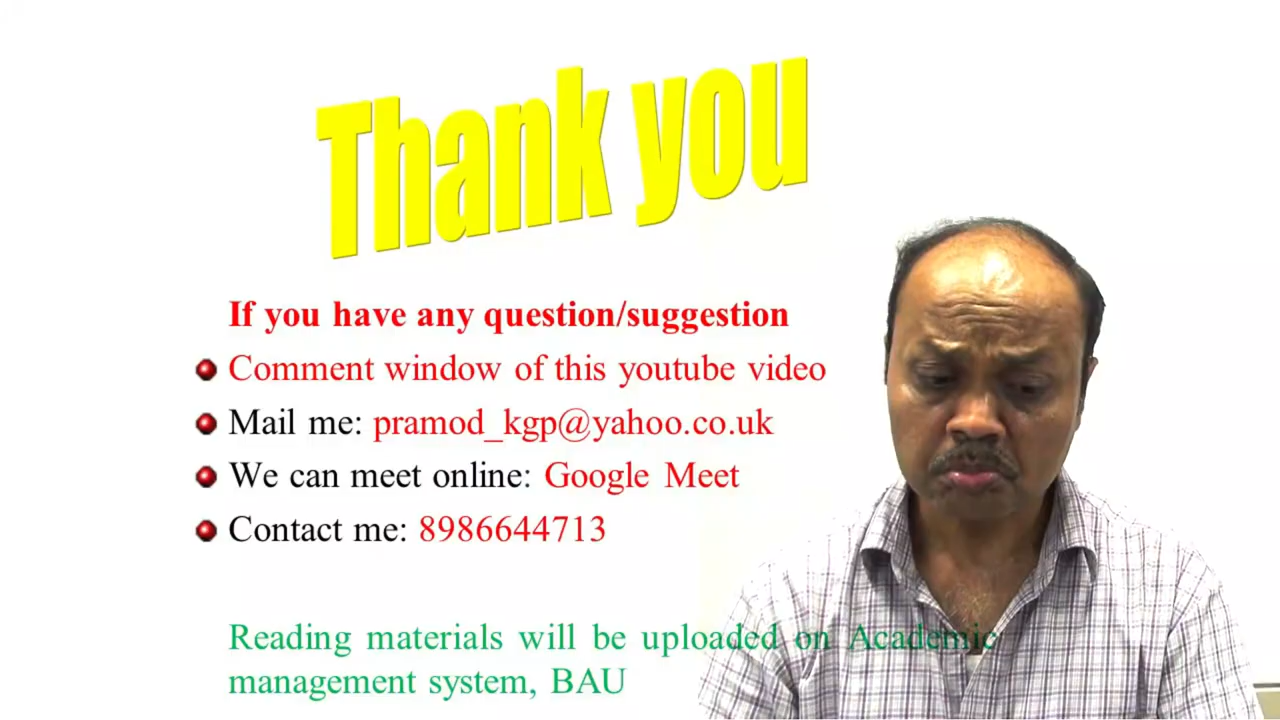 Thank you
If you have any question/suggestion
Comment window of this youtube video
Mail me: pramod_kgp@yahoo.co.uk
We can meet online: Google Meet
Contact me: 8986644713
Reading materials will be uploaded on Academic
management system, BAU